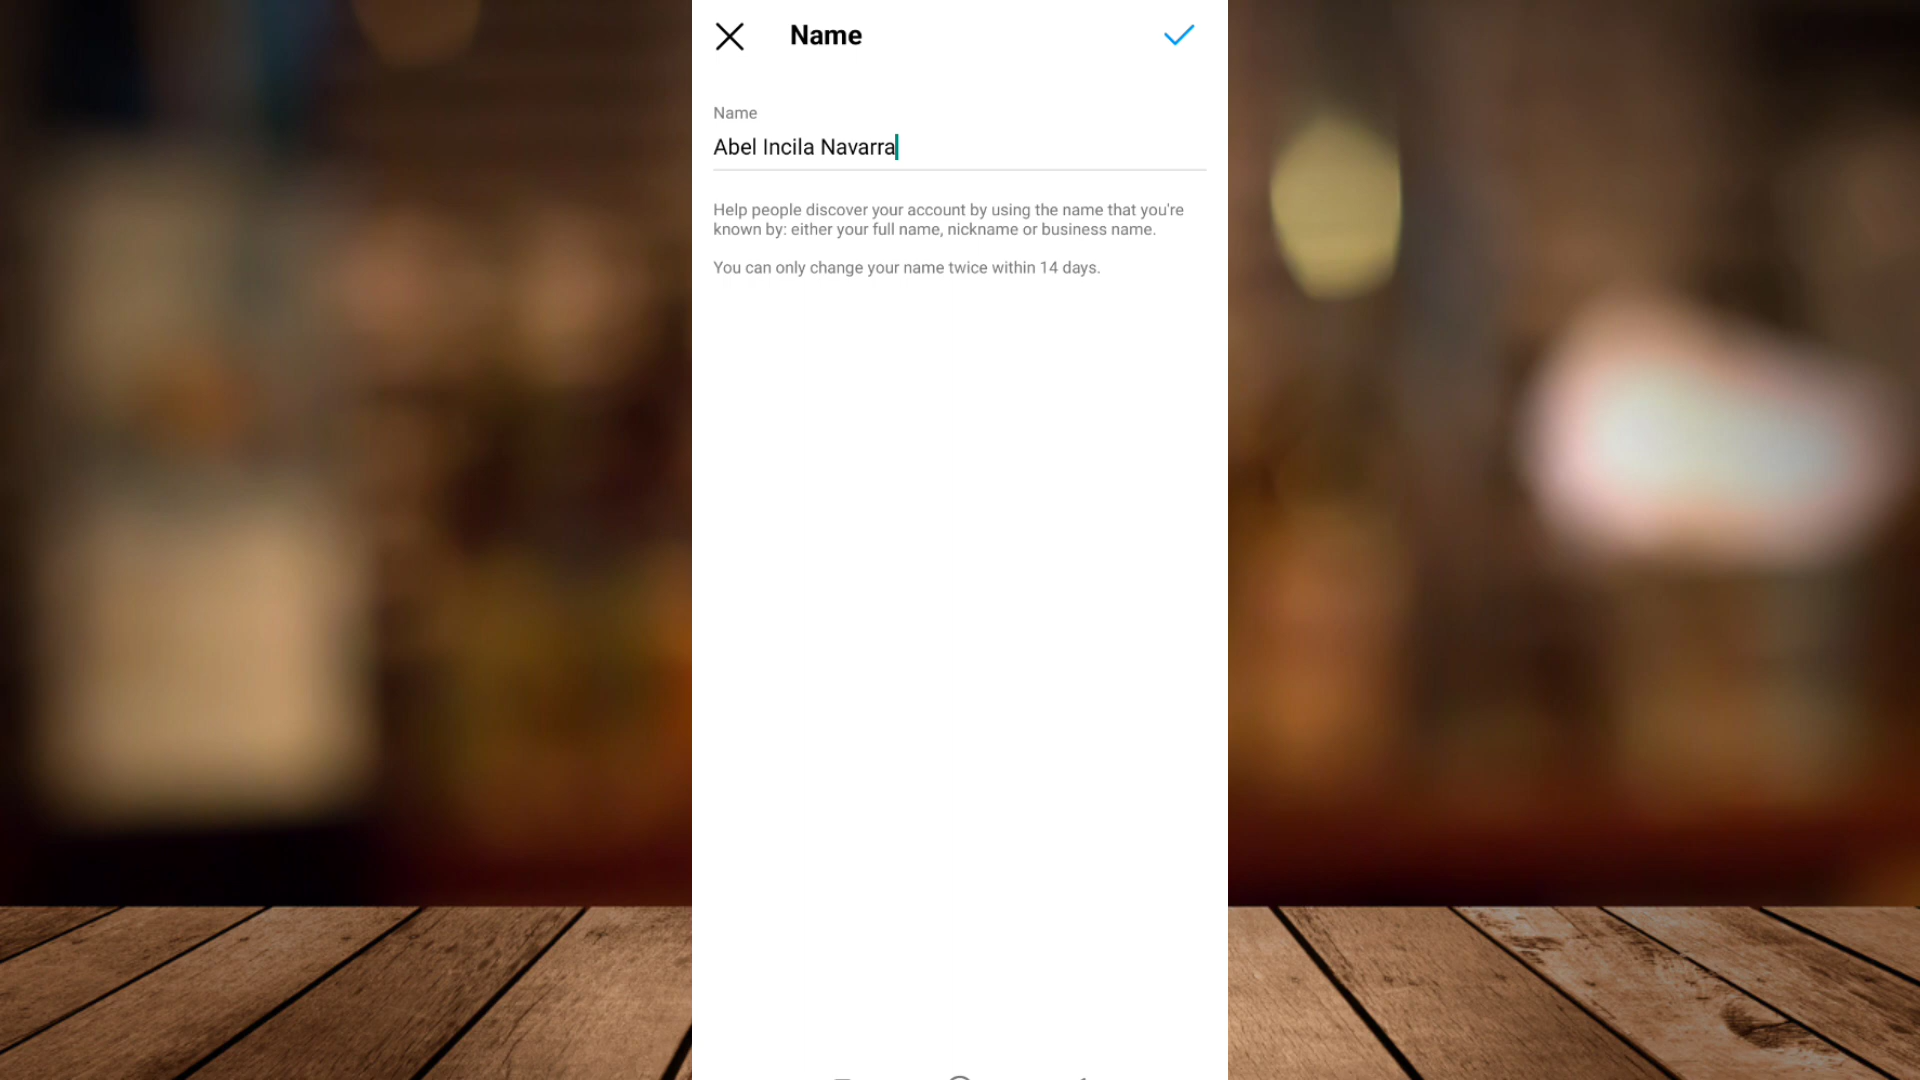 Name
Name
Abel Incila Navarra
Help people discover your account by using the name that you're
known by: either your full name, nickname or business name.
You can only change your name twice within 14 days.